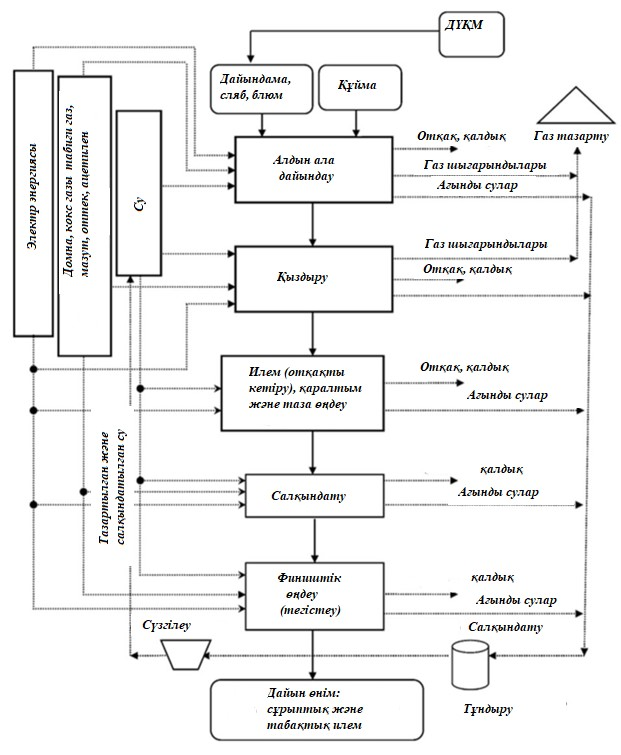 ДҮҚМ
Дайындама,
сляб, блюм
Құйма
Газ тазарту
Электр энергиясы
Домна, кокс газы табиғи газ,
мазут, оттек, ацетилен
Су
Алдын ала
дайындау
Отқақ, қалдық
Газ шығарындылары
Ағынды сулар
Қыздыру
Газ шығарындылары
Отқақ, қалдық
Илем (отқақты
кетіру), қаралтым
және таза өңдеу
Отқақ, қалдық
Ағынды сулар
Тазартылған және
салқындатылған су
Салқындату
қалдық
Ағынды сулар
Фиништік
өңдеу
(тегістеу)
қалдық
Ағынды сулар
Салқындату
Сүзгілеу
Тұндыру
Дайын өнім:
сұрыптық және
табақтық илем